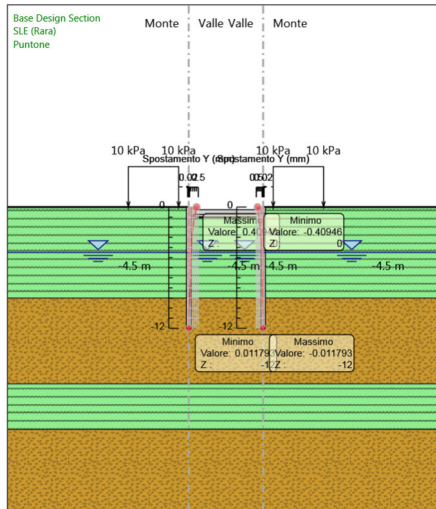 Base Design Section
SLE (Rara)
Puntone
Monte
Valle
Valle
Monte
10 kPa
10 kPa
10 kPa
10 kPa
Spostamento Y (mm)
Spostamento Y (mm)
0
0
Massimo
Valore:
Z :
Minimo
Valore: -0.40946
Z : 0
-4.5 m
-4.5 m
-4.5 m
-4.5 m
-12
-12
Minimo
Valore: 0.011793
Z :
Massimo
Valore: -0.011793
Z : -12